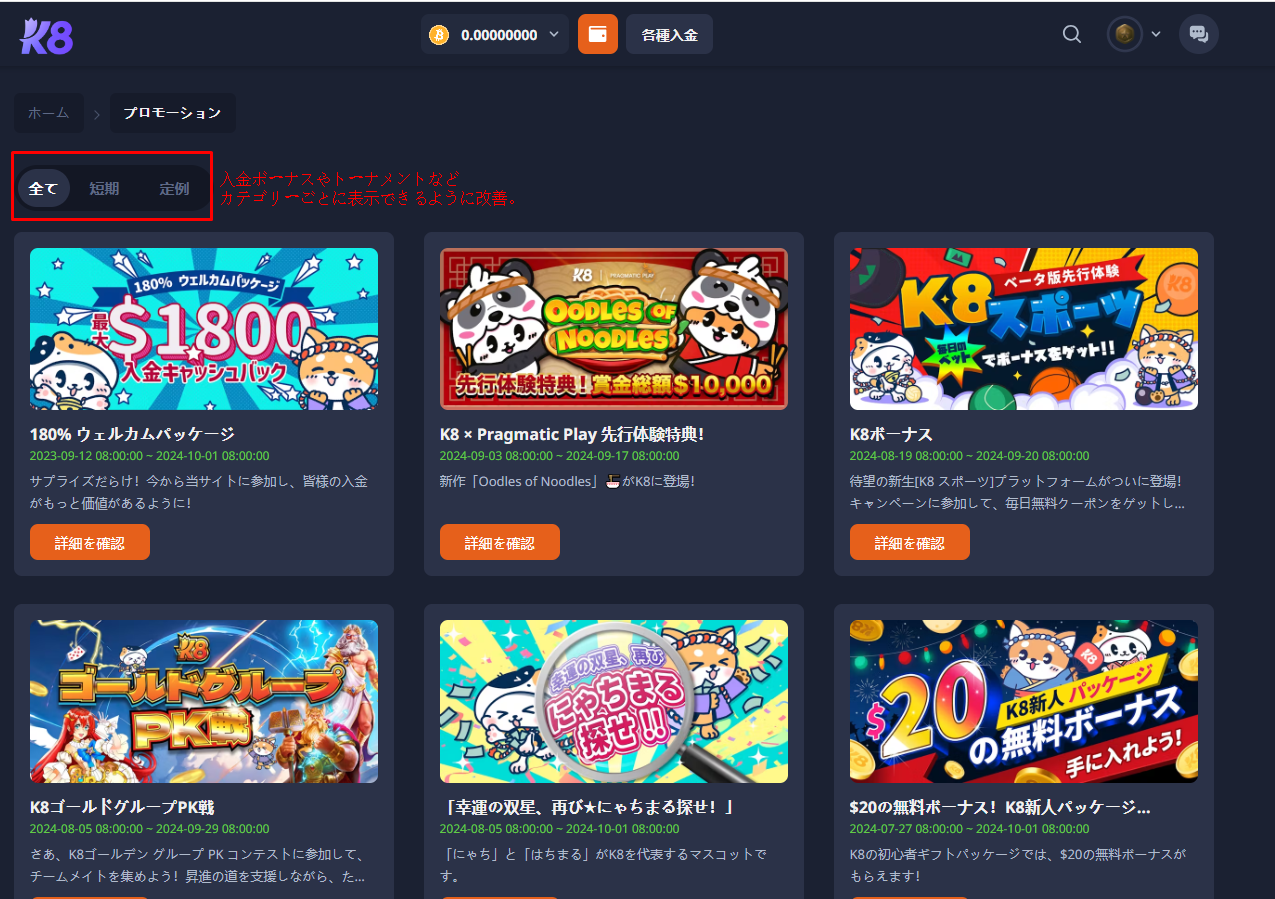 K8
0.00000000
各種入金
ホーム
プロモーション
全て 短期 定例
入金ボーナスやトーナメントなど
カテゴリーごとに表示できるように改善。
180% ウェルカムパッケージ
最大
$1800
入金キャッシュバック
180% ウェルカムパッケージ
2023-09-12 08:00:00 ~ 2024-10-01 08:00:00
サプライズだらけ！今から当サイトに参加し、皆様の入金
がもっと価値があるように！
詳細を確認
K8 | PRAGMATIC PLAY
OODLES OF
NOODLES
先行体験特典！賞金総額$10,000
K8 × Pragmatic Play 先行体験特典！
2024-09-03 08:00:00 ~ 2024-09-17 08:00:00
新作「Oodles of Noodles」🍜がK8に登場！
詳細を確認
ベータ版先行体験
K8スポーツ
毎日の
ベット
でボーナスをゲット!!
K8
K8ボーナス
2024-08-19 08:00:00 ~ 2024-09-20 08:00:00
待望の新生[K8 スポーツ]プラットフォームがついに登場！
キャンペーンに参加して、毎日無料クーポンをゲットし...
詳細を確認
K8
ゴールドグループ
PK戦
K8ゴールドグループPK戦
2024-08-05 08:00:00 ~ 2024-09-29 08:00:00
さあ、K8ゴールデン グループ PK コンテストに参加して、
チームメイトを集めよう！昇進の道を支援しながら、た...
幸運の双星、再び
にゃちまる
探せ!!
「幸運の双星、再び★にゃちまる探せ！」
2024-08-05 08:00:00 ~ 2024-10-01 08:00:00
「にゃち」と「はちまる」がK8を代表するマスコットで
す。
K8
K8新人 パッケージ
$20の無料ボーナス
手に入れよう!
$20の無料ボーナス！K8新人パッケージ...
2024-07-27 08:00:00 ~ 2024-10-01 08:00:00
K8の初心者ギフトパッケージでは、$20の無料ボーナスが
もらえます！